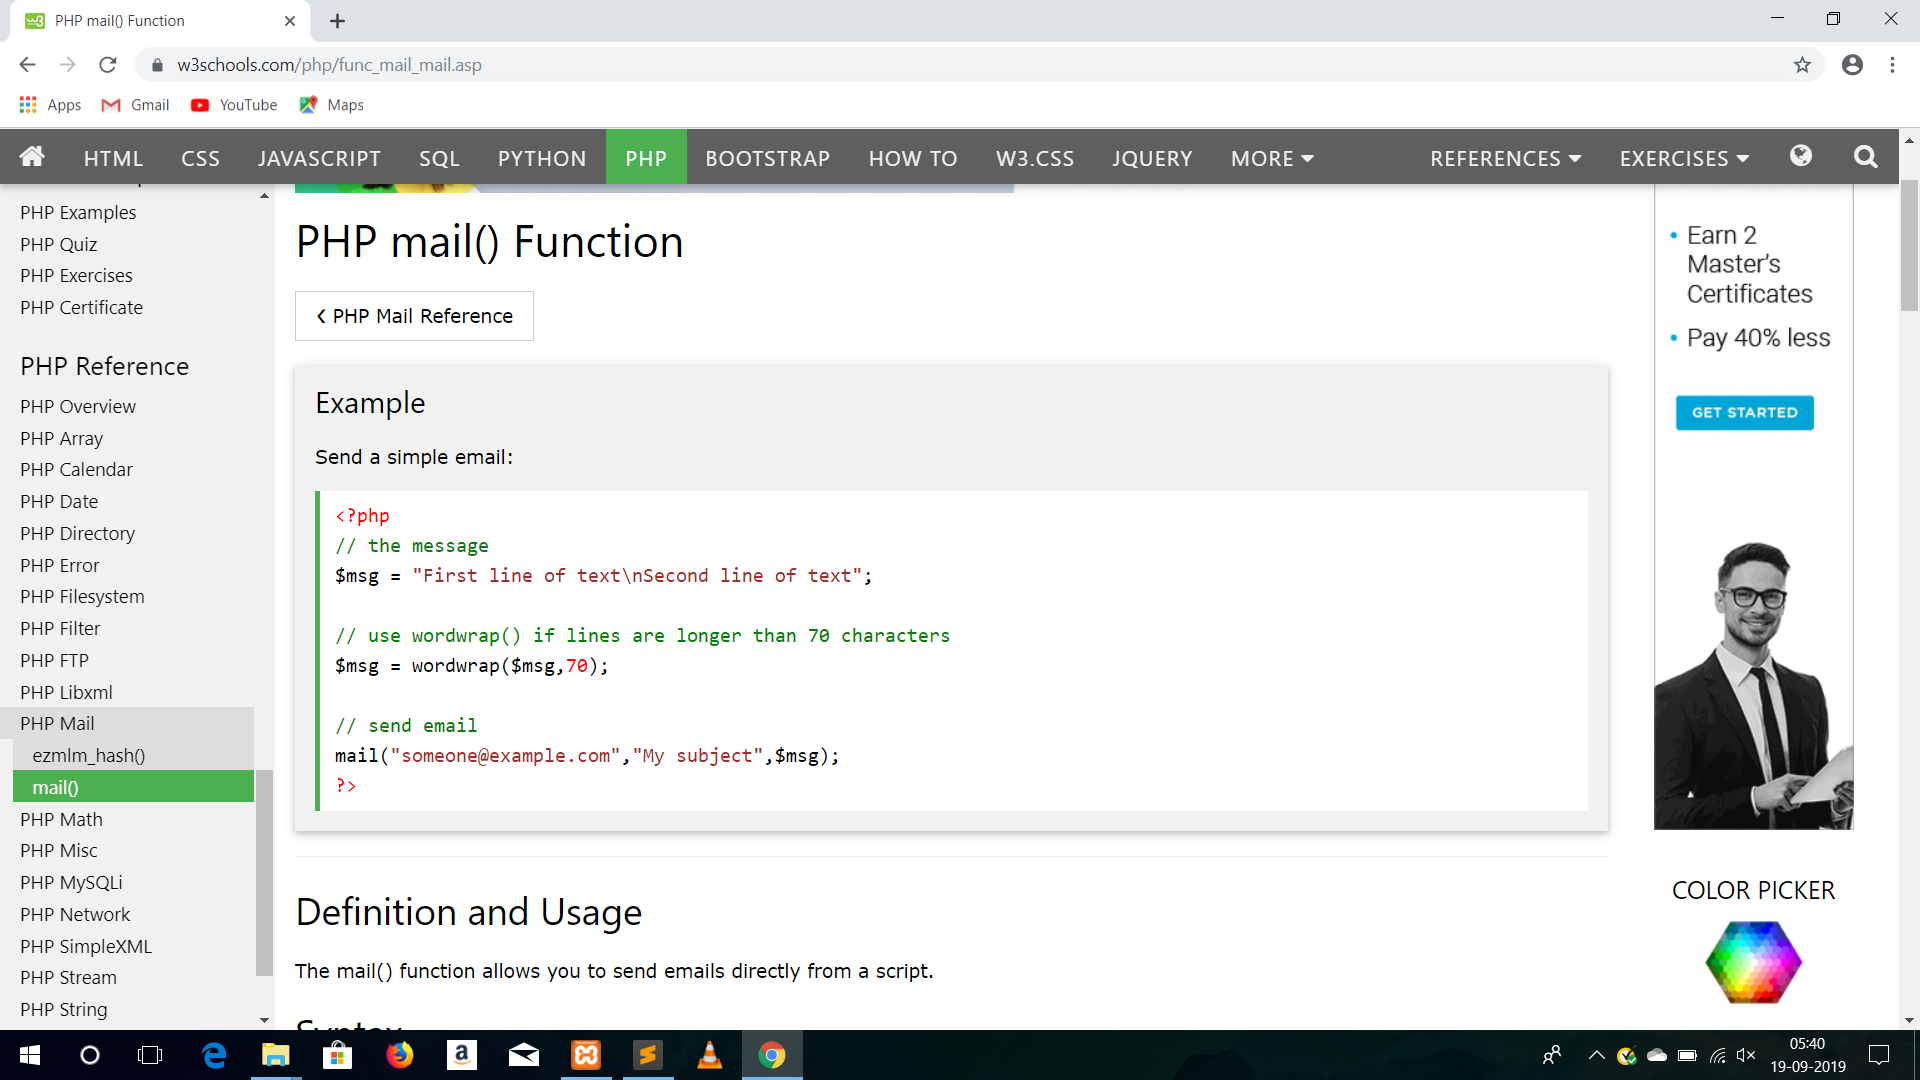 PHP mail() Function
w3schools.com/php/func_mail_mail.asp
Apps Gmail YouTube Maps
HTML CSS JAVASCRIPT SQL PYTHON PHP BOOTSTRAP HOW TO W3.CSS JQUERY MORE REFERENCES EXERCISES
PHP Examples
PHP Quiz
PHP Exercises
PHP Certificate
PHP Reference
PHP Overview
PHP Array
PHP Calendar
PHP Date
PHP Directory
PHP Error
PHP Filesystem
PHP Filter
PHP FTP
PHP Libxml
PHP Mail
ezmlm_hash()
mail()
PHP Math
PHP Misc
PHP MySQLi
PHP Network
PHP SimpleXML
PHP Stream
PHP String
PHP mail() Function
❮ PHP Mail Reference
Example
Send a simple email:
<?php
// the message
$msg = "First line of text\nSecond line of text";
// use wordwrap() if lines are longer than 70 characters
$msg = wordwrap($msg,70);
// send email
mail("someone@example.com","My subject",$msg);
?>
Definition and Usage
The mail() function allows you to send emails directly from a script.
Syntax
• Earn 2
Master's
Certificates
• Pay 40% less
GET STARTED
COLOR PICKER
05:40
19-09-2019